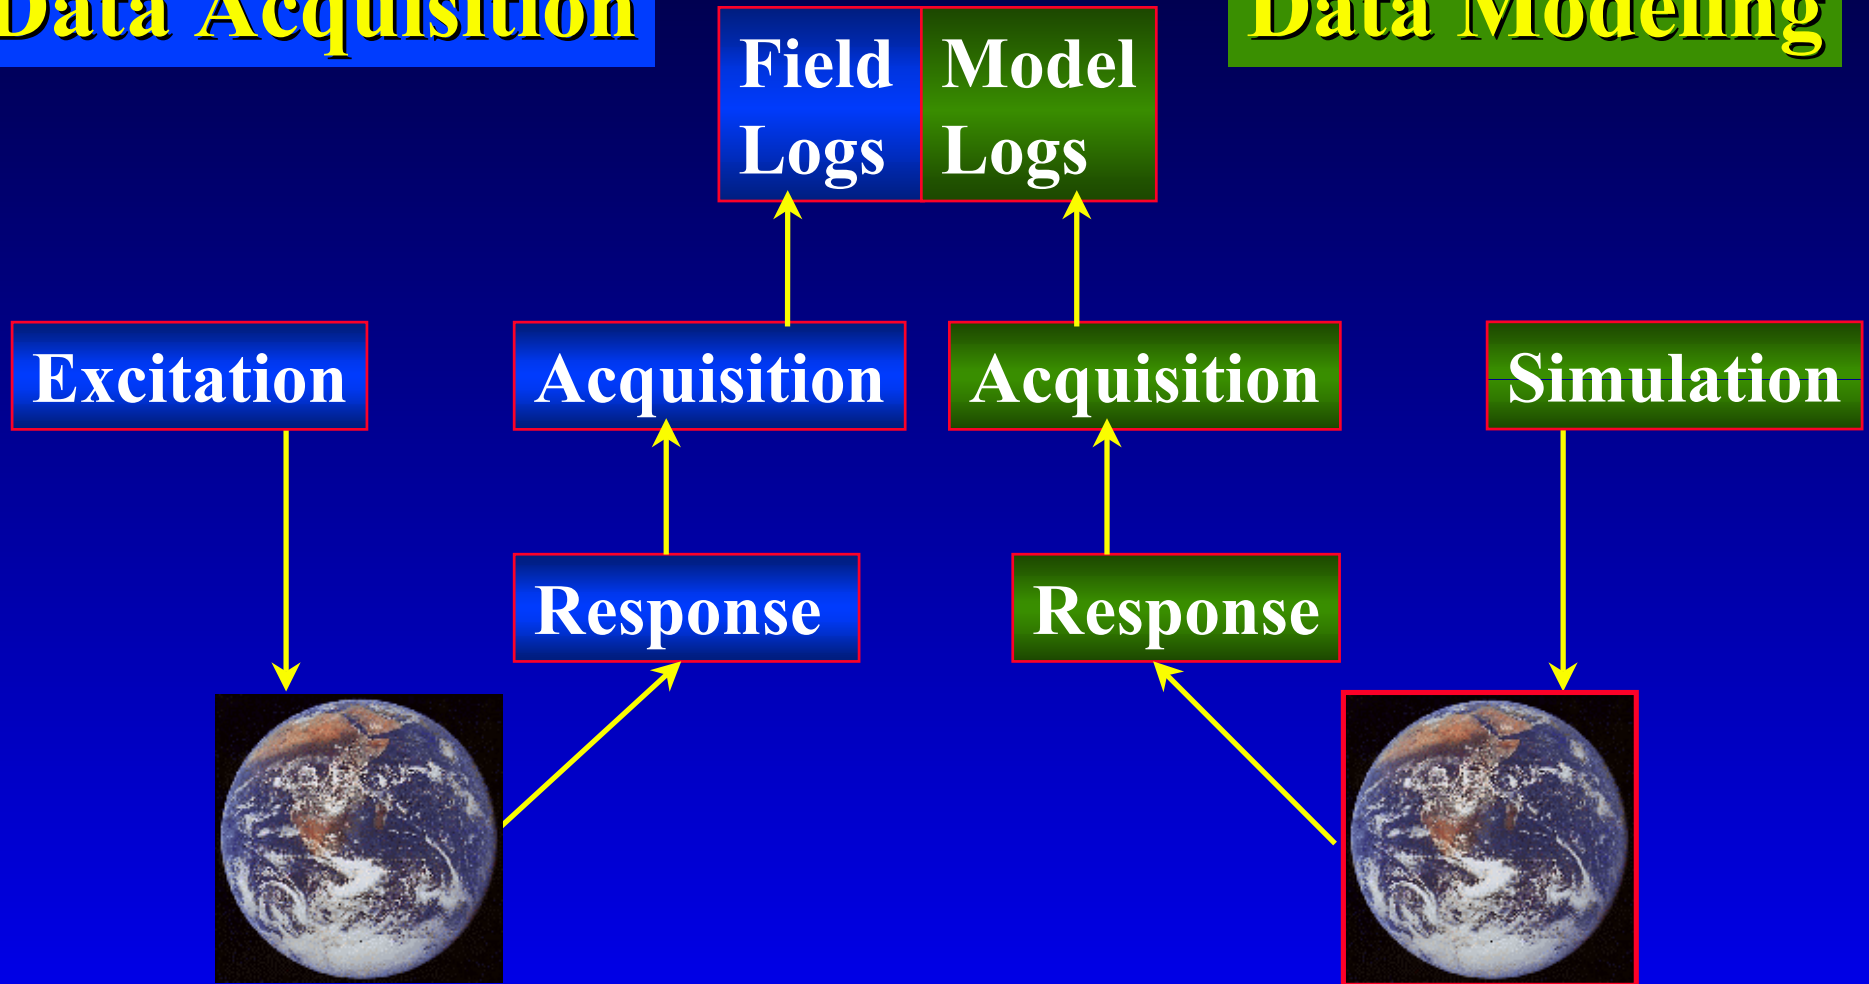 Data Acquisition
Data Modeling
Field
Logs
Model
Logs
Excitation
Acquisition
Acquisition
Simulation
Response
Response